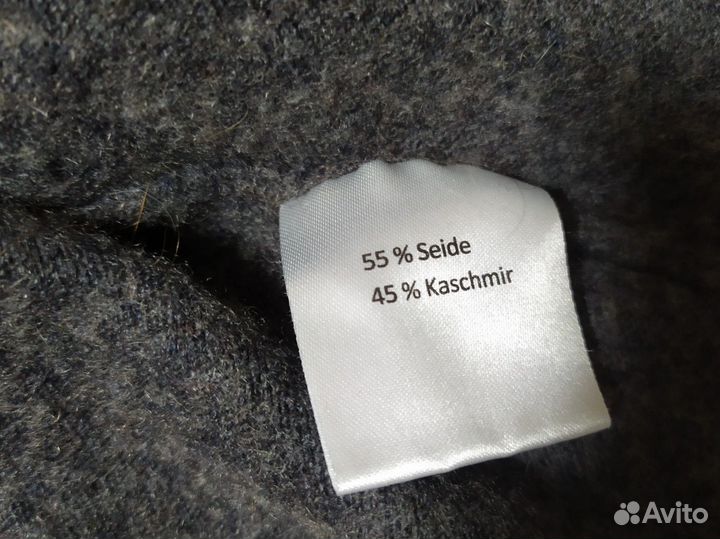 55 % Seide
45 % Kaschmir
Avito